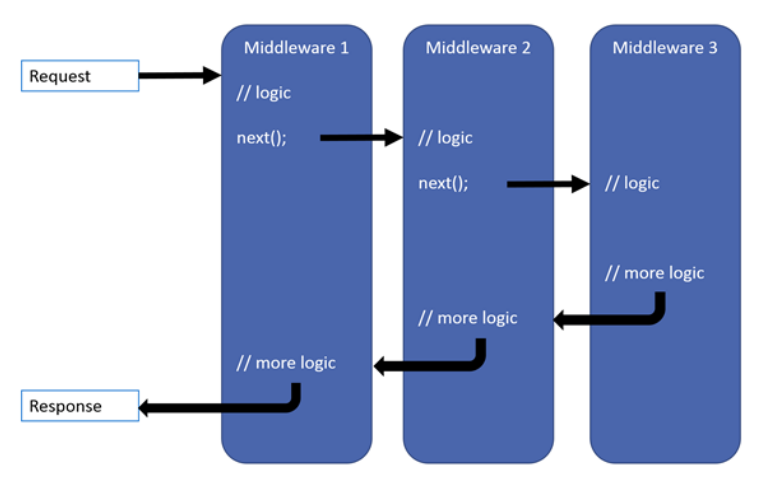 Middleware 1
Middleware 2
Middleware 3
Request
// logic
next();
// logic
next();
// logic
// more logic
// more logic
// more logic
Response